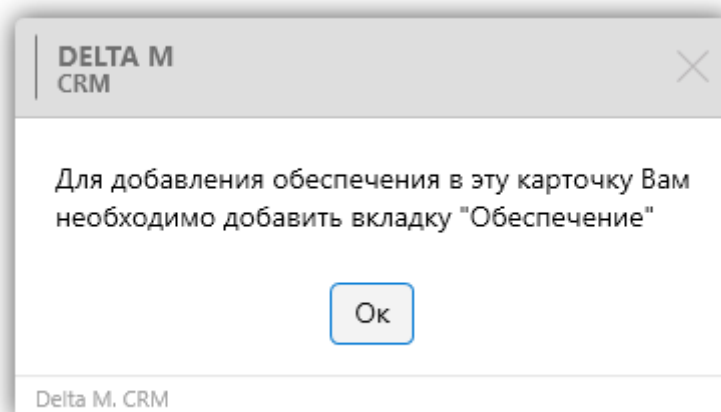 DELTA M
CRM
Для добавления обеспечения в эту карточку Вам
необходимо добавить вкладку "Обеспечение"
Ок
Delta M. CRM